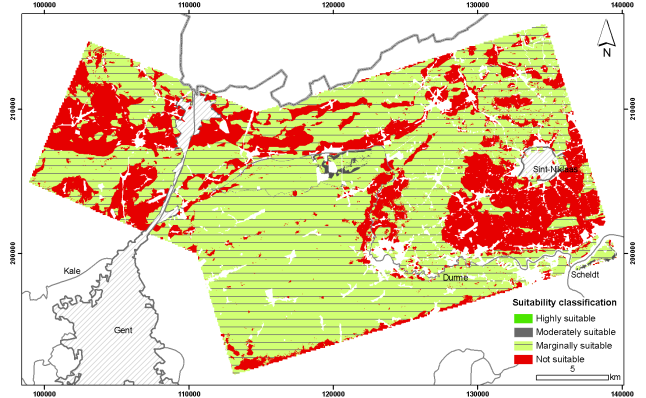 100000 110000 120000 130000 140000
N
210000 210000
Sint-Niklaas
200000 200000
Kale
Durme
Scheldt
Gent
Suitability classification
Highly suitable
Moderately suitable
Marginally suitable
Not suitable
5
km
100000 110000 120000 130000 140000